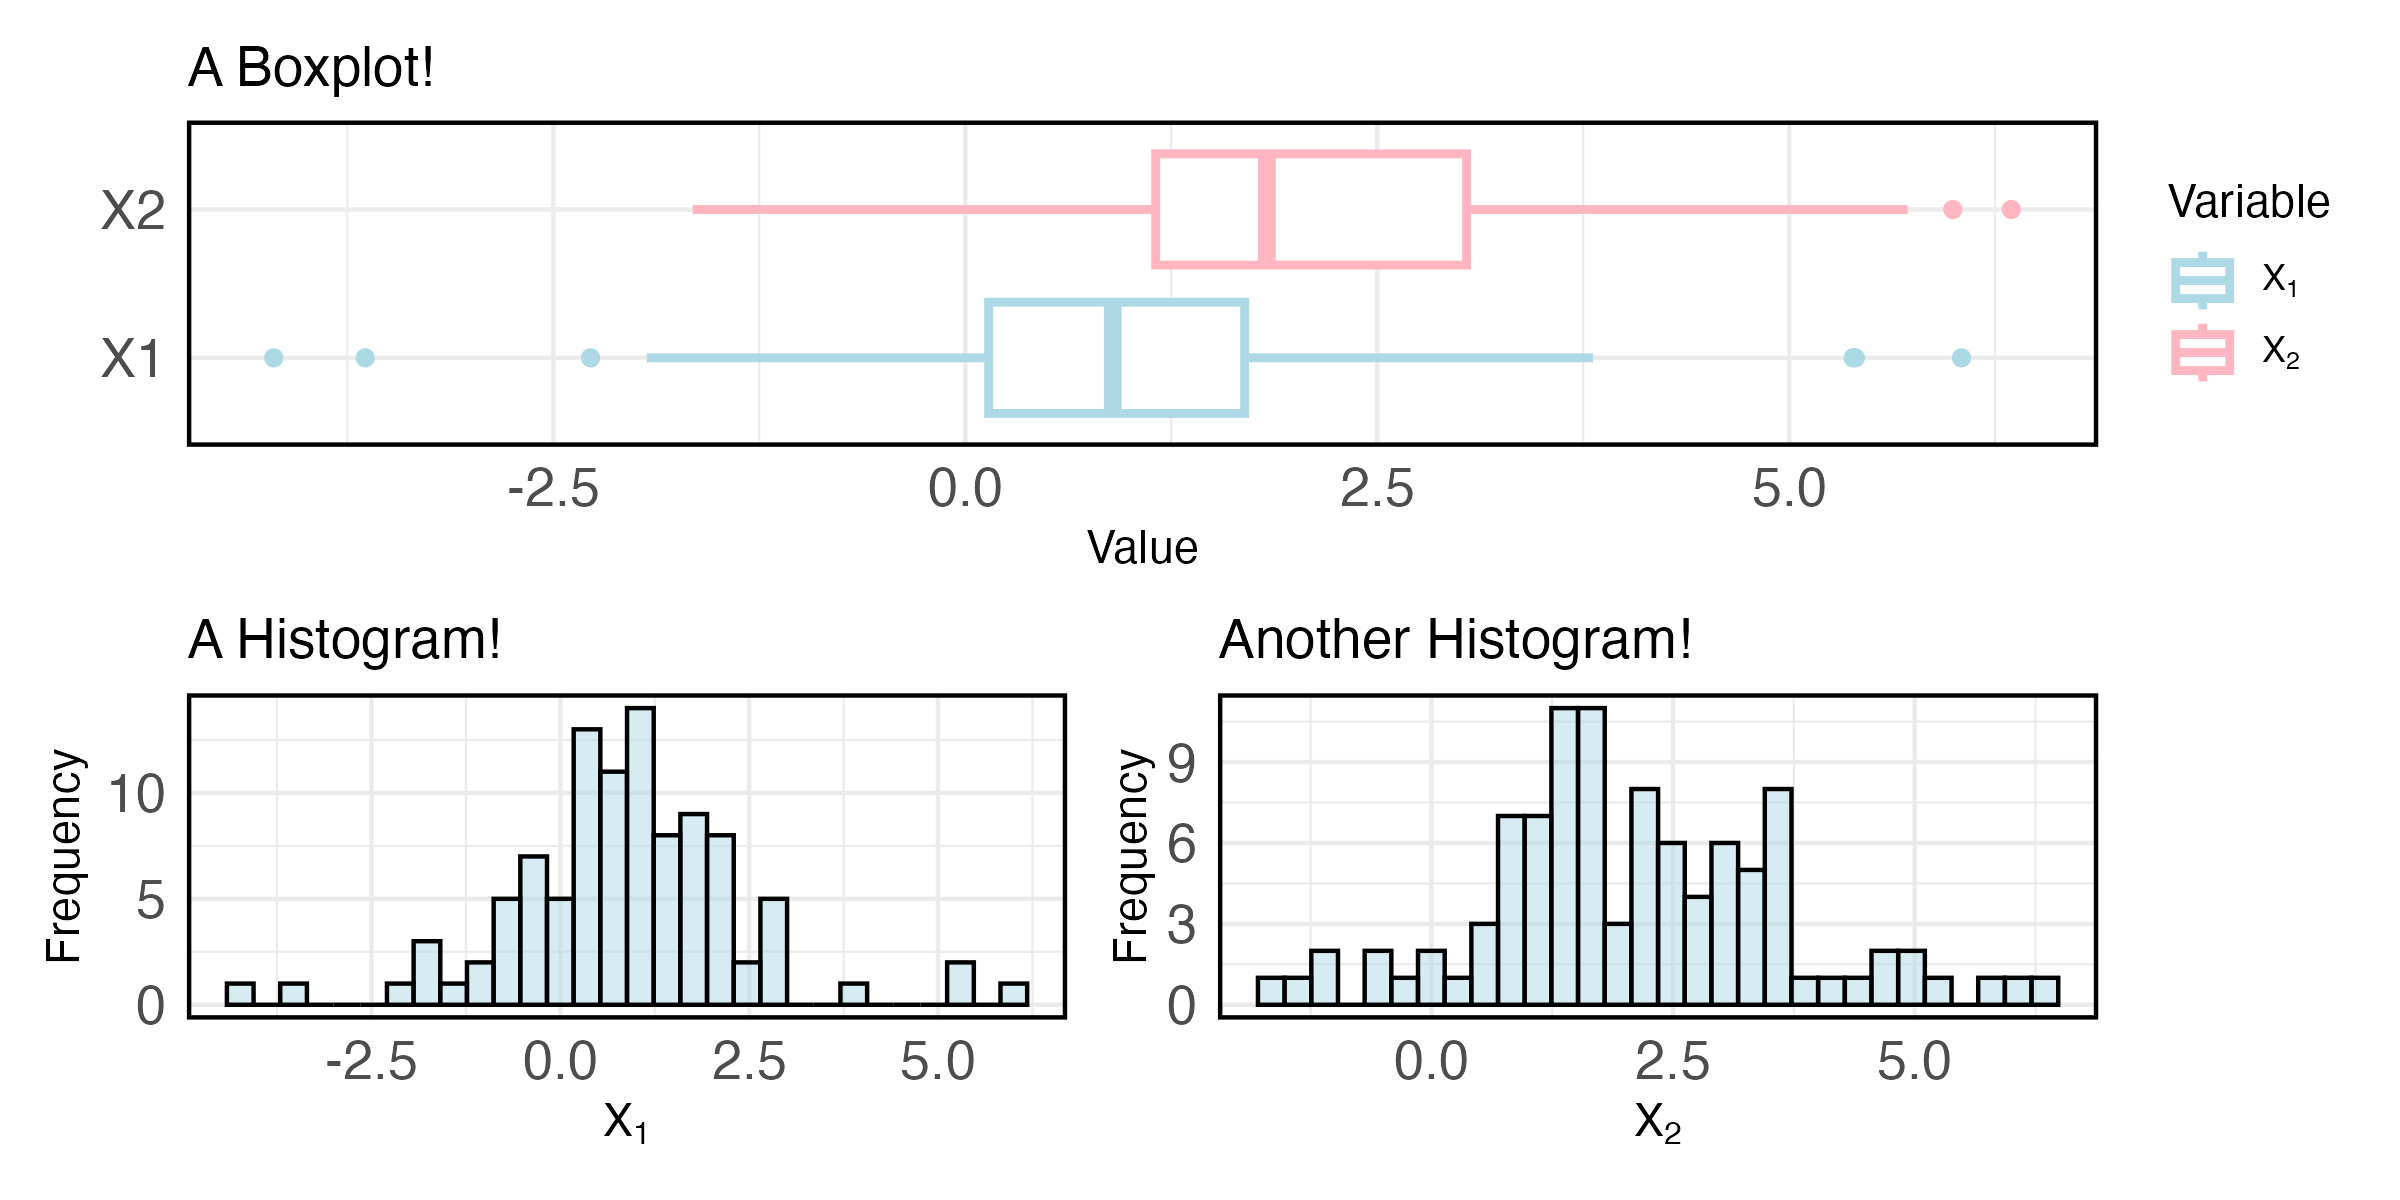 A Boxplot!
X2
X1
-2.5 0.0 2.5 5.0
Value
Variable
X₁
X₂
A Histogram!
Frequency
10
5
0
-2.5 0.0 2.5 5.0
X₁
Another Histogram!
Frequency
9
6
3
0
0.0 2.5 5.0
X₂